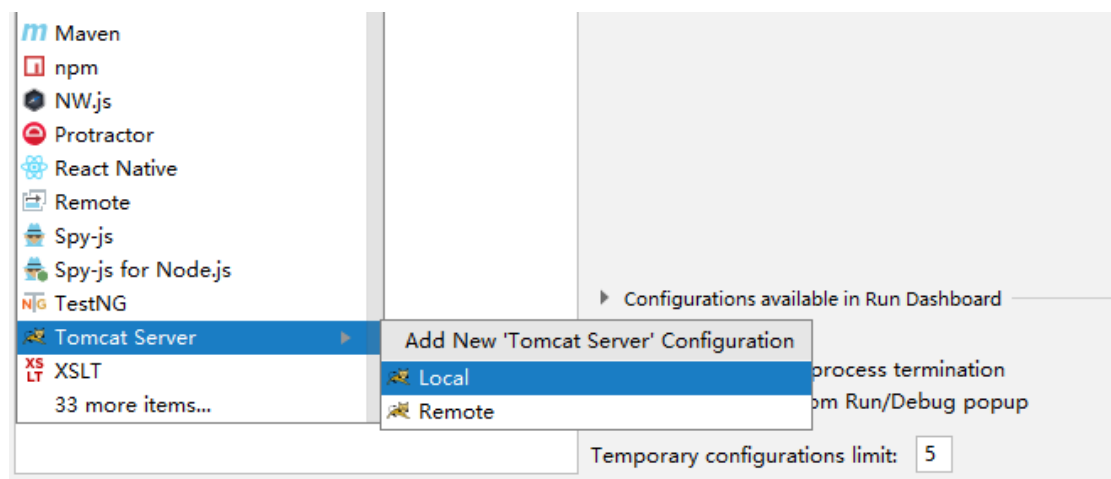 Maven
npm
NW.js
Protractor
React Native
Remote
Spy-js
Spy-js for Node.js
TestNG
Tomcat Server
XSLT
33 more items...
Add New 'Tomcat Server' Configuration
Local
Remote
Configurations available in Run Dashboard
process termination
om Run/Debug popup
Temporary configurations limit: 5